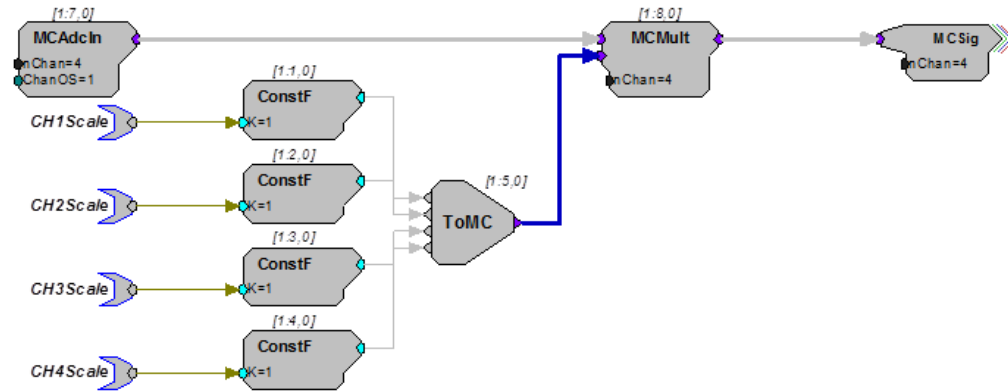 [1:7,0]
MCAdcIn
nChan=4
ChanOS=1
[1:8,0]
MCMult
nChan=4
MCSig
nChan=4
[1:1,0]
ConstF
K=1
CH1Scale
[1:2,0]
ConstF
K=1
CH2Scale
[1:5,0]
ToMC
[1:3,0]
ConstF
K=1
CH3Scale
[1:4,0]
ConstF
K=1
CH4Scale